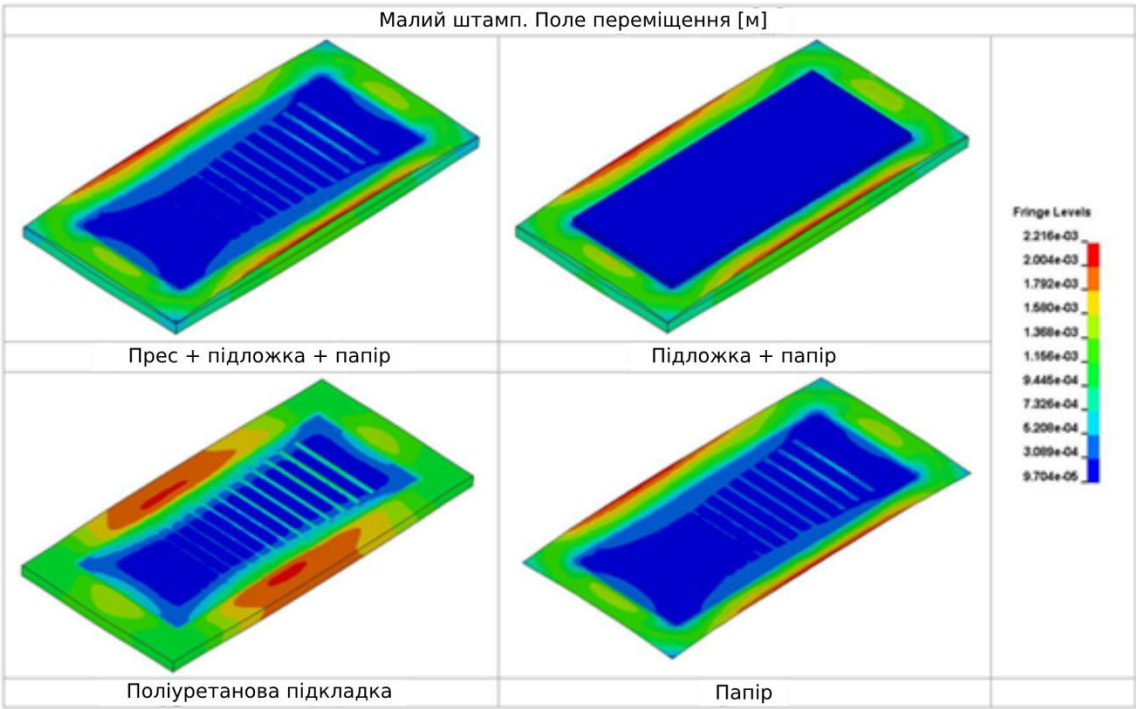 Малий штамп. Поле переміщення [м]
Прес + підложка + папір
Підложка + папір
Fringe Levels
2.216e-03
2.004e-03
1.792e-03
1.580e-03
1.368e-03
1.156e-03
9.445e-04
7.326e-04
5.208e-04
3.089e-04
9.704e-05
Поліуретанова підкладка
Папір